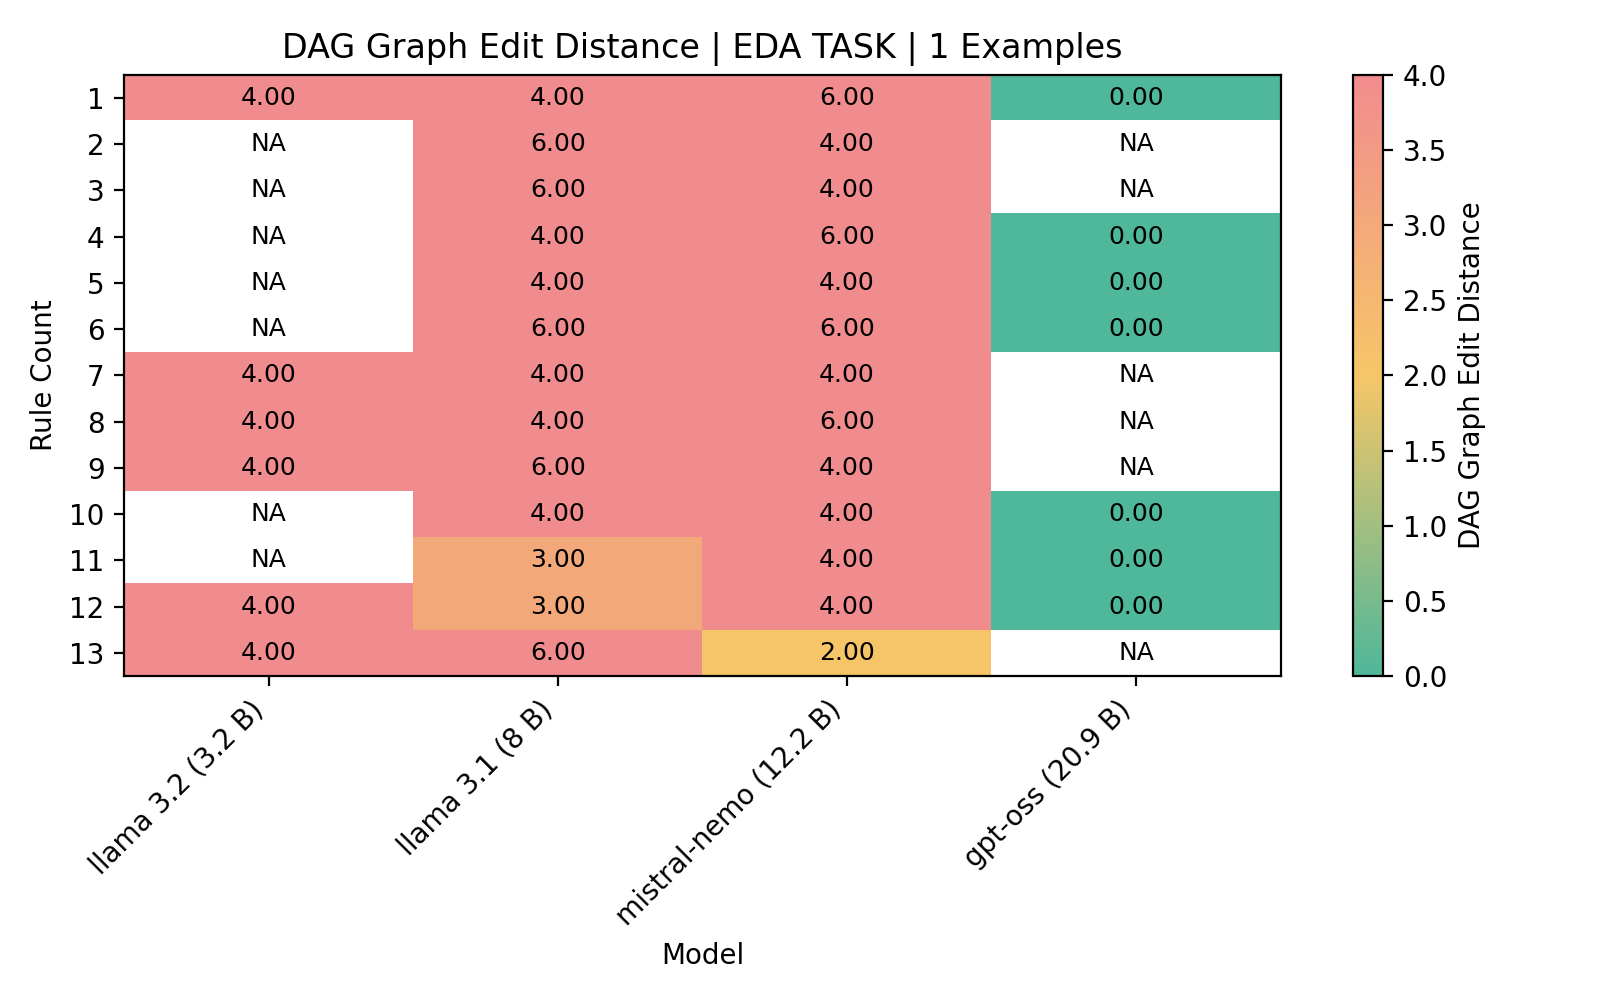 DAG Graph Edit Distance | EDA TASK | 1 Examples
Rule Count
1 4.00 4.00 6.00 0.00
2 NA 6.00 4.00 NA
3 NA 6.00 4.00 NA
4 NA 4.00 6.00 0.00
5 NA 4.00 4.00 0.00
6 NA 6.00 6.00 0.00
7 4.00 4.00 4.00 NA
8 4.00 4.00 6.00 NA
9 4.00 6.00 4.00 NA
10 NA 4.00 4.00 0.00
11 NA 3.00 4.00 0.00
12 4.00 3.00 4.00 0.00
13 4.00 6.00 2.00 NA
llama 3.2 (3.2 B)
llama 3.1 (8 B)
mistral-nemo (12.2 B)
gpt-oss (20.9 B)
Model
4.0
3.5
3.0
2.5
2.0
1.5
1.0
0.5
0.0
DAG Graph Edit Distance